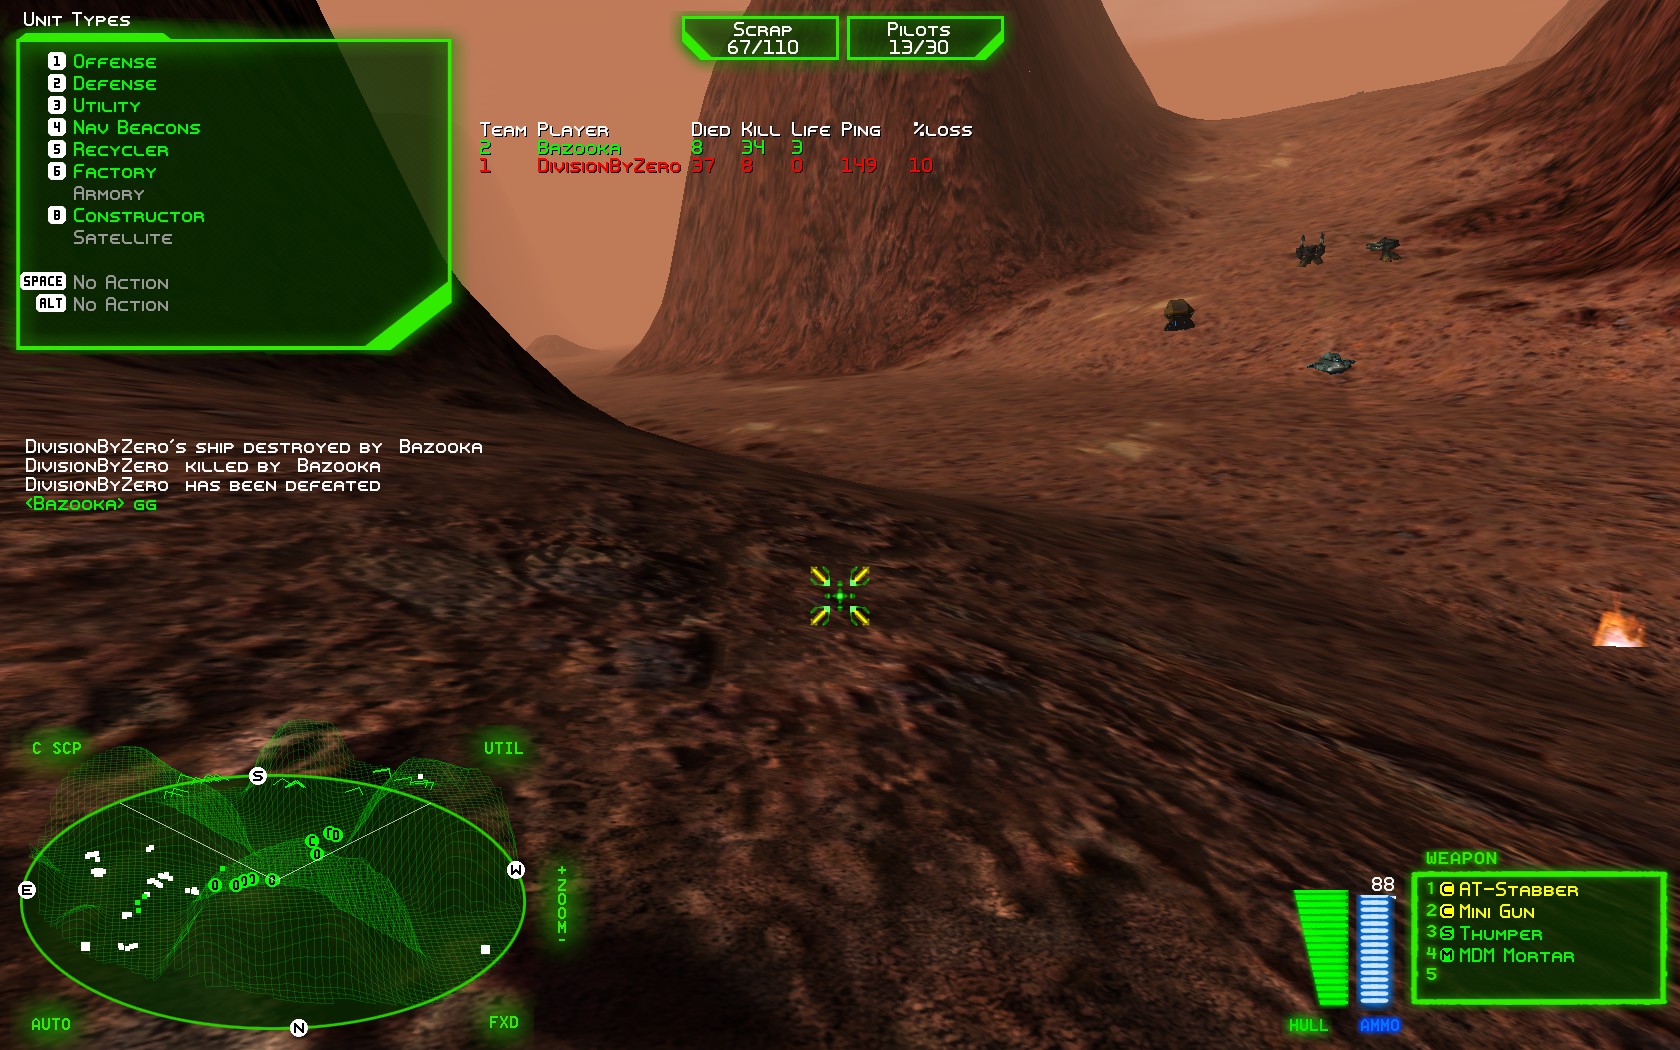 Unit Types
1 Offense
2 Defense
3 Utility
4 Nav Beacons
5 Recycler
6 Factory
Armory
8 Constructor
Satellite
SPACE No Action
ALT No Action
Scrap
67/110
Pilots
13/30
Team Player Died Kill Life Ping %Loss
2 Bazooka 8 34 3
1 DivisionByZero 37 8 0 149 10
DivisionByZero's ship destroyed by Bazooka
DivisionByZero killed by Bazooka
DivisionByZero has been defeated
<Bazooka> gg
C SCP
UTIL
S
E
W
N
+ZOOM-
AUTO
FXD
88
HULL
AMMO
WEAPON
1 C AT-Stabber
2 C Mini Gun
3 S Thumper
4 M MDM Mortar
5